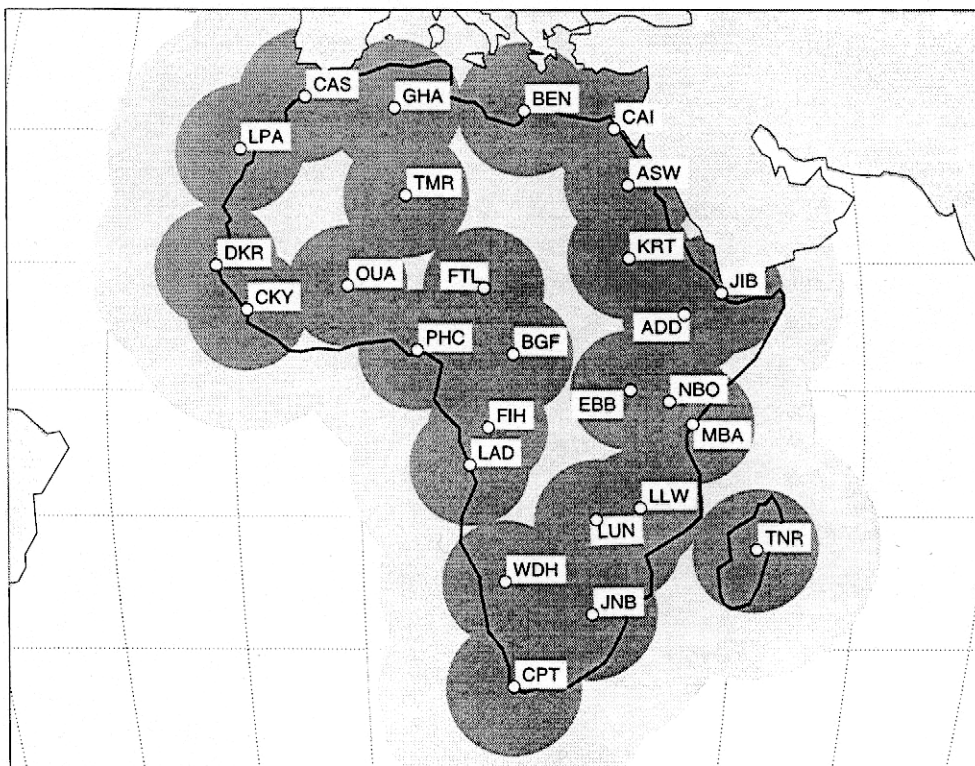 CAS
GHA
BEN
CAI
LPA
TMR
ASW
DKR
OUA
FTL
KRT
JIB
CKY
PHC
BGF
ADD
EBB
NBO
FIH
MBA
LAD
LLW
LUN
TNR
WDH
JNB
CPT